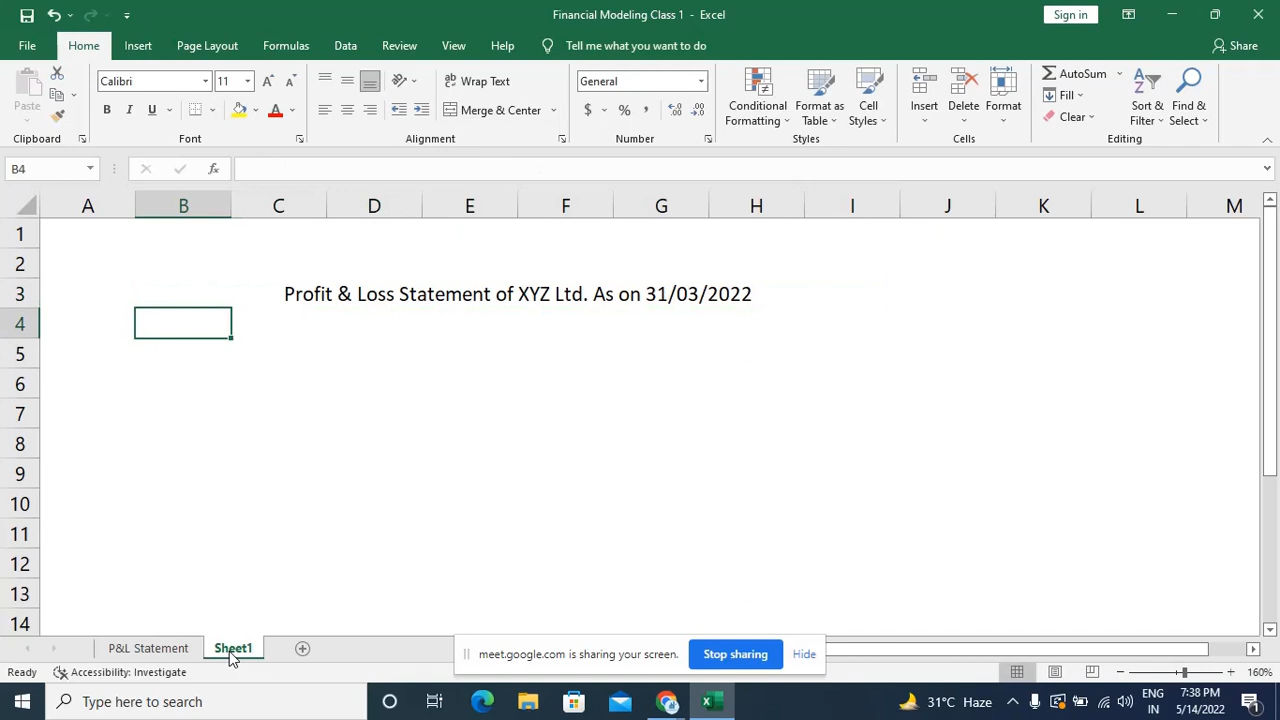 Financial Modeling Class 1 - Excel
Sign in
File Home Insert Page Layout Formulas Data Review View Help Tell me what you want to do Share
Paste
Calibri 11
Wrap Text
General
Conditional Formatting
Format as Table
Cell Styles
Insert
Delete
Format
AutoSum
Fill
Clear
Sort & Filter
Find & Select
B I U
Merge & Center
$ % ,
Clipboard Font Alignment Number Styles Cells Editing
B4
fx
A B C D E F G H I J K L M
1
2
3 Profit & Loss Statement of XYZ Ltd. As on 31/03/2022
4
5
6
7
8
9
10
11
12
13
14
P&L Statement Sheet1
meet.google.com is sharing your screen. Stop sharing Hide
Ready Accessibility: Investigate 160%
Type here to search
31°C Haze
ENG
IN
7:38 PM
5/14/2022
1